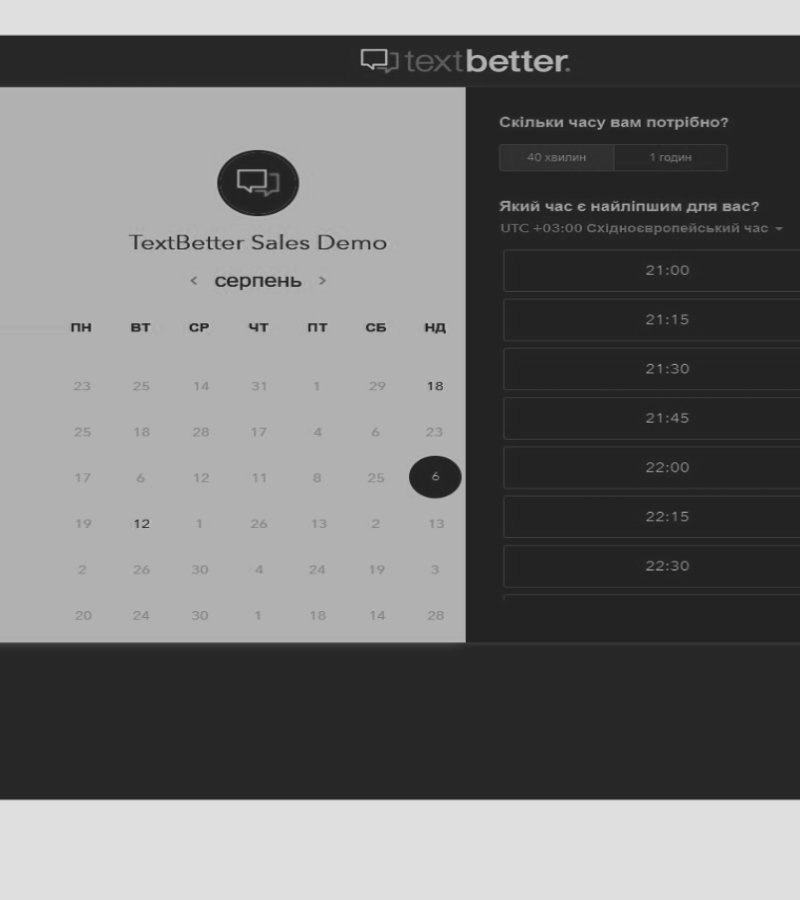 textbetter.
TextBetter Sales Demo
< серпень >
ПН ВТ СР ЧТ ПТ СБ НД
23 25 14 31 1 29 18
25 18 28 17 4 6 23
17 6 12 11 8 25 6
19 12 1 26 13 2 13
2 26 30 4 24 19 3
20 24 30 1 18 14 28
Скільки часу вам потрібно?
40 хвилин 1 годин
Який час є найліпшим для вас?
UTC +03:00 Східноєвропейський час
21:00
21:15
21:30
21:45
22:00
22:15
22:30